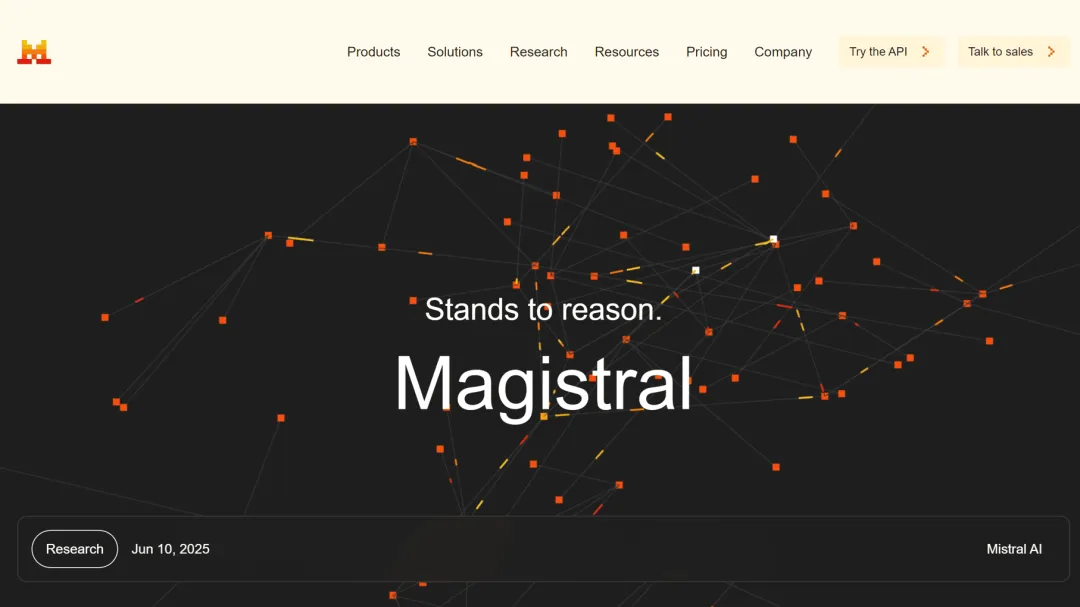 Products Solutions Research Resources Pricing Company Try the API Talk to sales
Stands to reason.
Magistral
Research Jun 10, 2025 Mistral AI